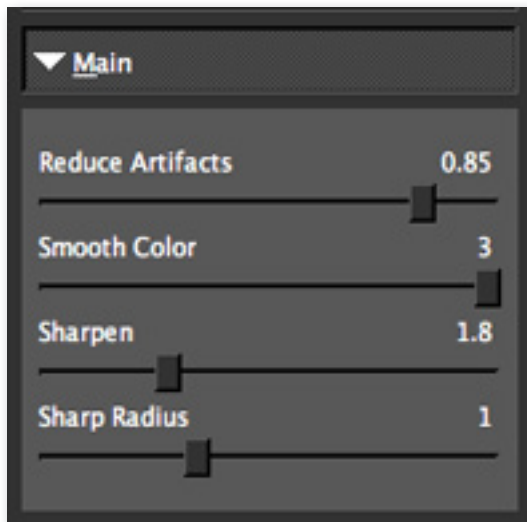 Main
Reduce Artifacts 0.85
Smooth Color 3
Sharpen 1.8
Sharp Radius 1